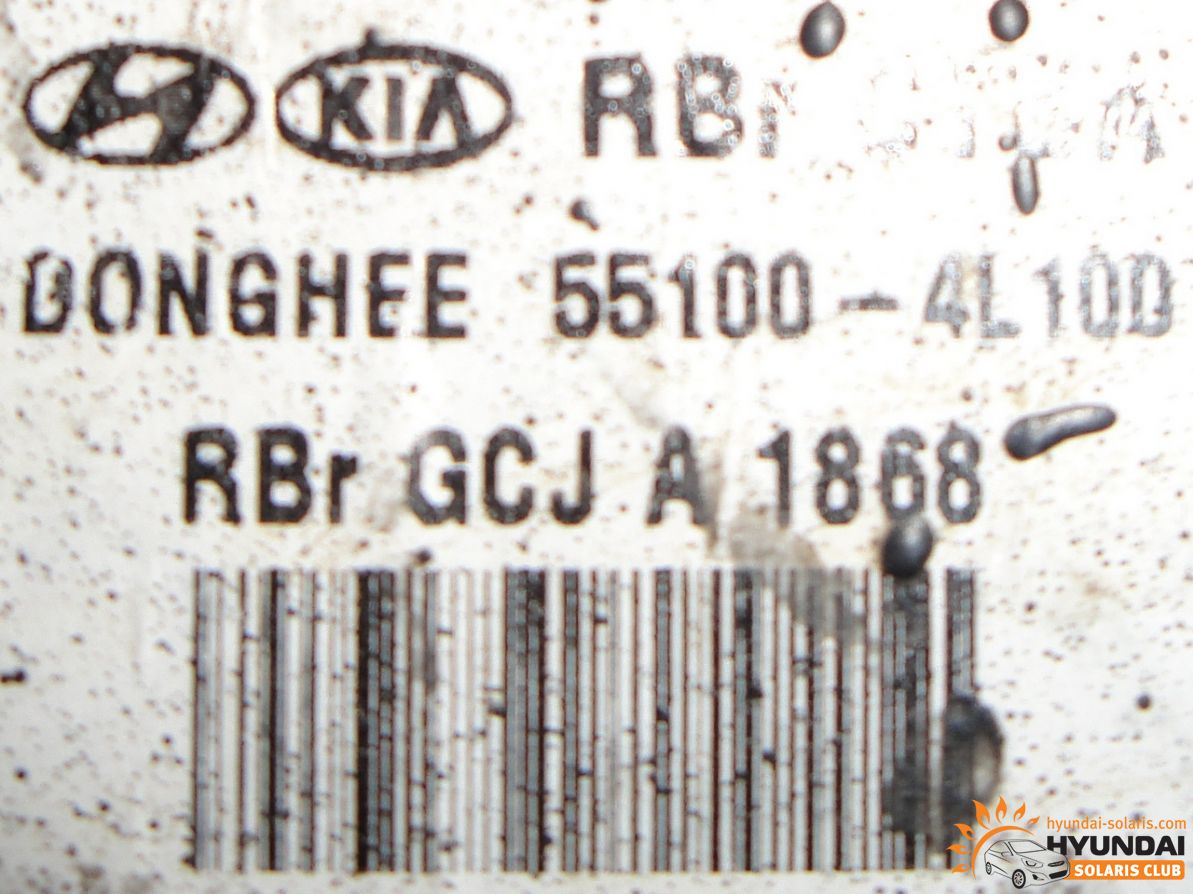 KIA RBr
DONGHEE 55100-4L100
RBr GCJ A 1868
hyundai-solaris.com
HYUNDAI
SOLARIS CLUB